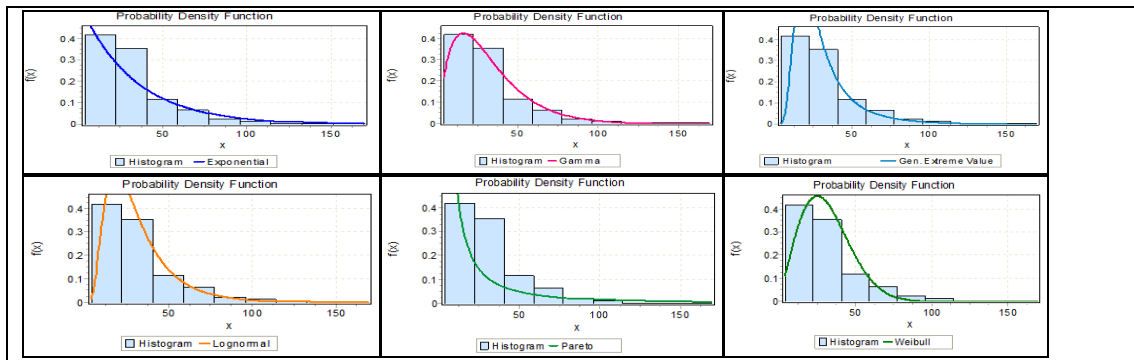 Probability Density Function
0.4
0.3
0.2
0.1
0
f(x)
50 100 150
x
Histogram Exponential
Probability Density Function
0.4
0.3
0.2
0.1
0
f(x)
50 100 150
x
Histogram Gamma
Probability Density Function
0.4
0.3
0.2
0.1
0
f(x)
50 100 150
x
Histogram Gen. Extreme Value
Probability Density Function
0.4
0.3
0.2
0.1
0
f(x)
50 100 150
x
Histogram Lognormal
Probability Density Function
0.4
0.3
0.2
0.1
0
f(x)
50 100 150
x
Histogram Pareto
Probability Density Function
0.4
0.3
0.2
0.1
0
f(x)
50 100 150
x
Histogram Weibull